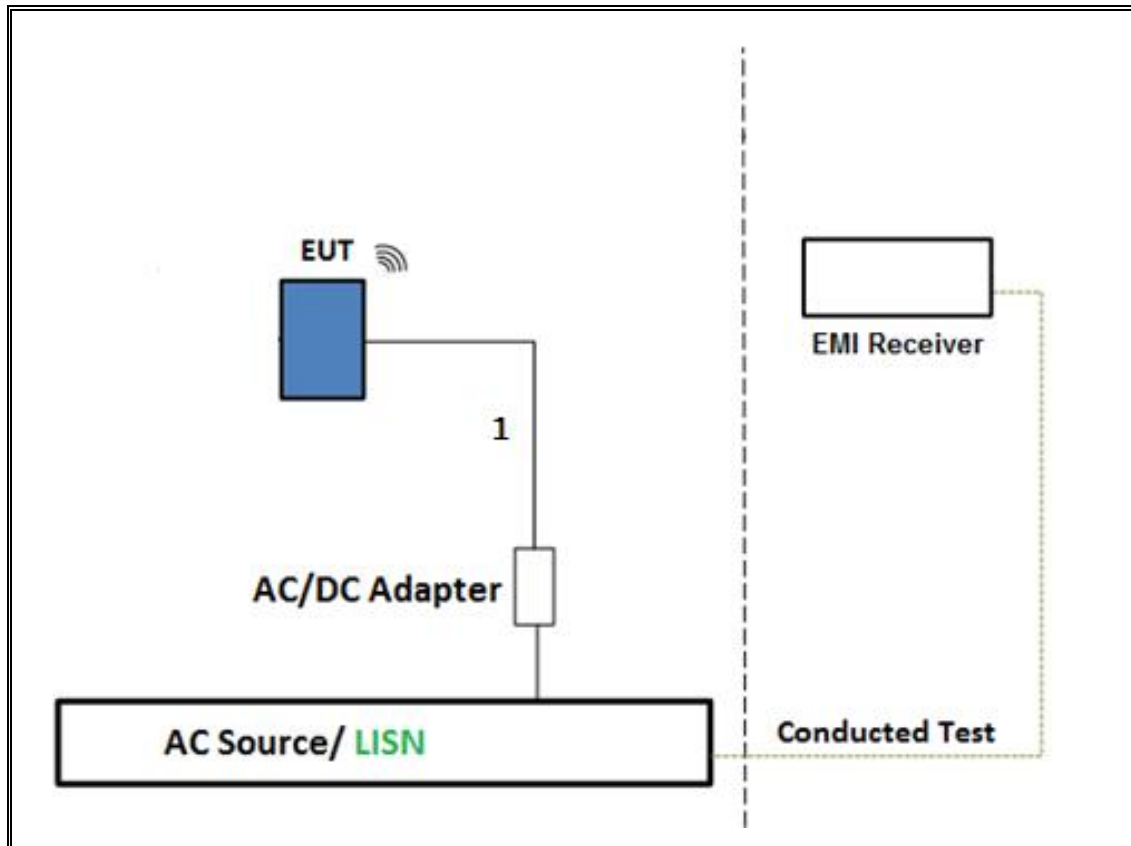 EUT
EMI Receiver
1
AC/DC Adapter
AC Source/ LISN
Conducted Test